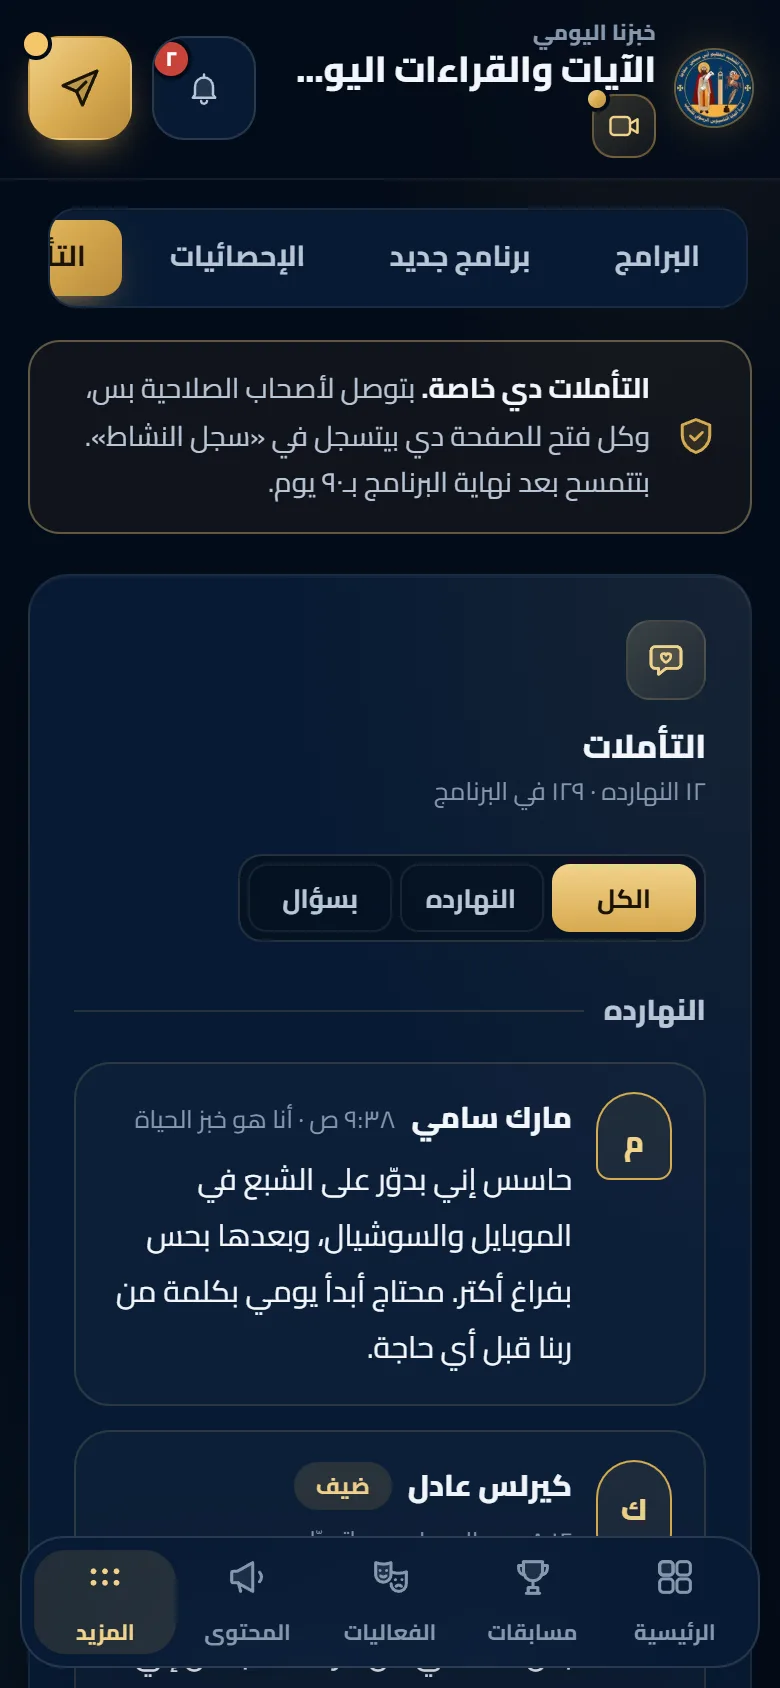 خبزنا اليومي
الآيات والقراءات اليو...
٢
البرامج
برنامج جديد
الإحصائيات
التأ
التأملات دي خاصة. بتوصل لأصحاب الصلاحية بس،
وكل فتح للصفحة دي بيتسجل في «سجل النشاط».
بتتمسح بعد نهاية البرنامج بـ٩٠ يوم.
التأملات
١٢ النهارده · ١٢٩ في البرنامج
الكل
النهارده
بسؤال
النهارده
م
مارك سامي ٩:٣٨ ص · أنا هو خبز الحياة
حاسس إني بدوّر على الشبع في
الموبايل والسوشيال، وبعدها بحس
بفراغ أكتر. محتاج أبدأ يومي بكلمة من
ربنا قبل أي حاجة.
ك
كيرلس عادل ضيف
الرئيسية
مسابقات
الفعاليات
المحتوى
المزيد